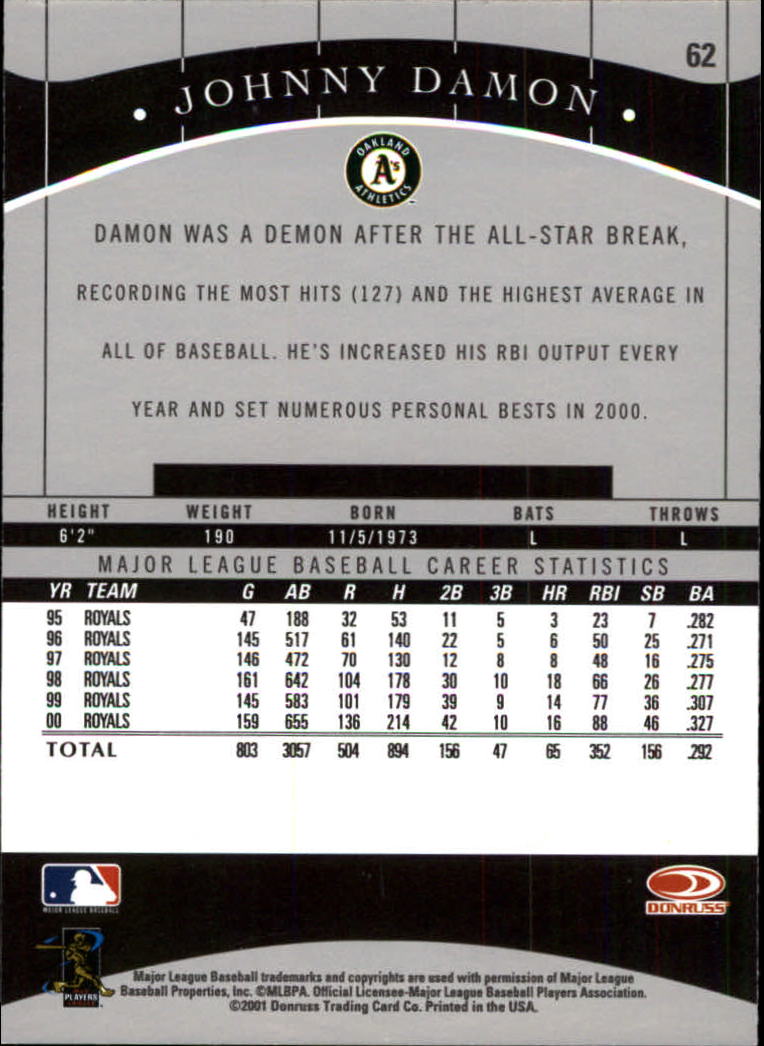 62
JOHNNY DAMON
OAKLAND A's ATHLETICS
DAMON WAS A DEMON AFTER THE ALL-STAR BREAK,
RECORDING THE MOST HITS (127) AND THE HIGHEST AVERAGE IN
ALL OF BASEBALL. HE'S INCREASED HIS RBI OUTPUT EVERY
YEAR AND SET NUMEROUS PERSONAL BESTS IN 2000.
HEIGHT WEIGHT BORN BATS THROWS
6'2" 190 11/5/1973 L L
MAJOR LEAGUE BASEBALL CAREER STATISTICS
YR TEAM G AB R H 2B 3B HR RBI SB BA
95 ROYALS 47 188 32 53 11 5 3 23 7 .282
96 ROYALS 145 517 61 140 22 5 6 50 25 .271
97 ROYALS 146 472 70 130 12 8 8 48 16 .275
98 ROYALS 161 642 104 178 30 10 18 66 26 .277
99 ROYALS 145 583 101 179 39 9 14 77 36 .307
00 ROYALS 159 655 136 214 42 10 16 88 46 .327
TOTAL 803 3057 504 894 156 47 65 352 156 .292
MAJOR LEAGUE BASEBALL
DONRUSS
PLAYERS
Major League Baseball trademarks and copyrights are used with permission of Major League
Baseball Properties, Inc. ©MLBPA. Official Licensee-Major League Baseball Players Association.
©2001 Donruss Trading Card Co. Printed in the USA.